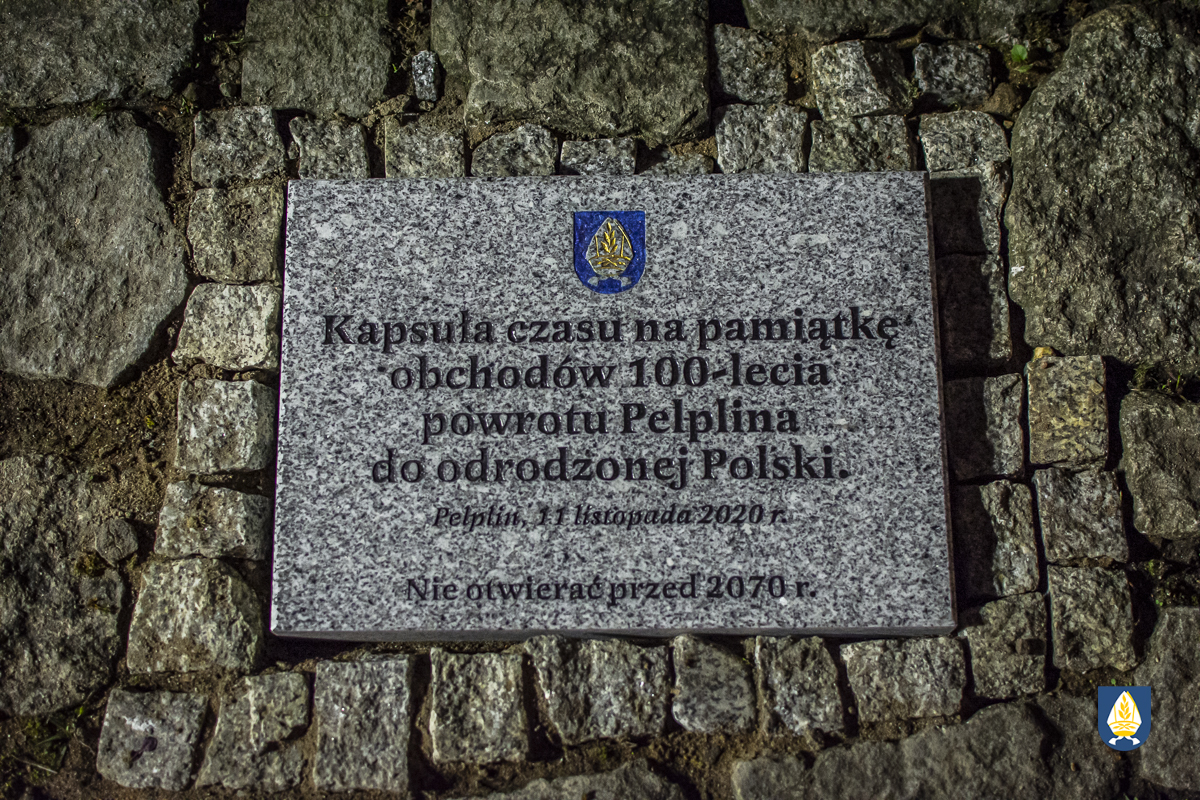 Kapsuła czasu na pamiątkę
obchodów 100-lecia
powrotu Pelplina
do odrodzonej Polski.
Pelplin, 11 listopada 2020 r.
Nie otwierać przed 2070 r.